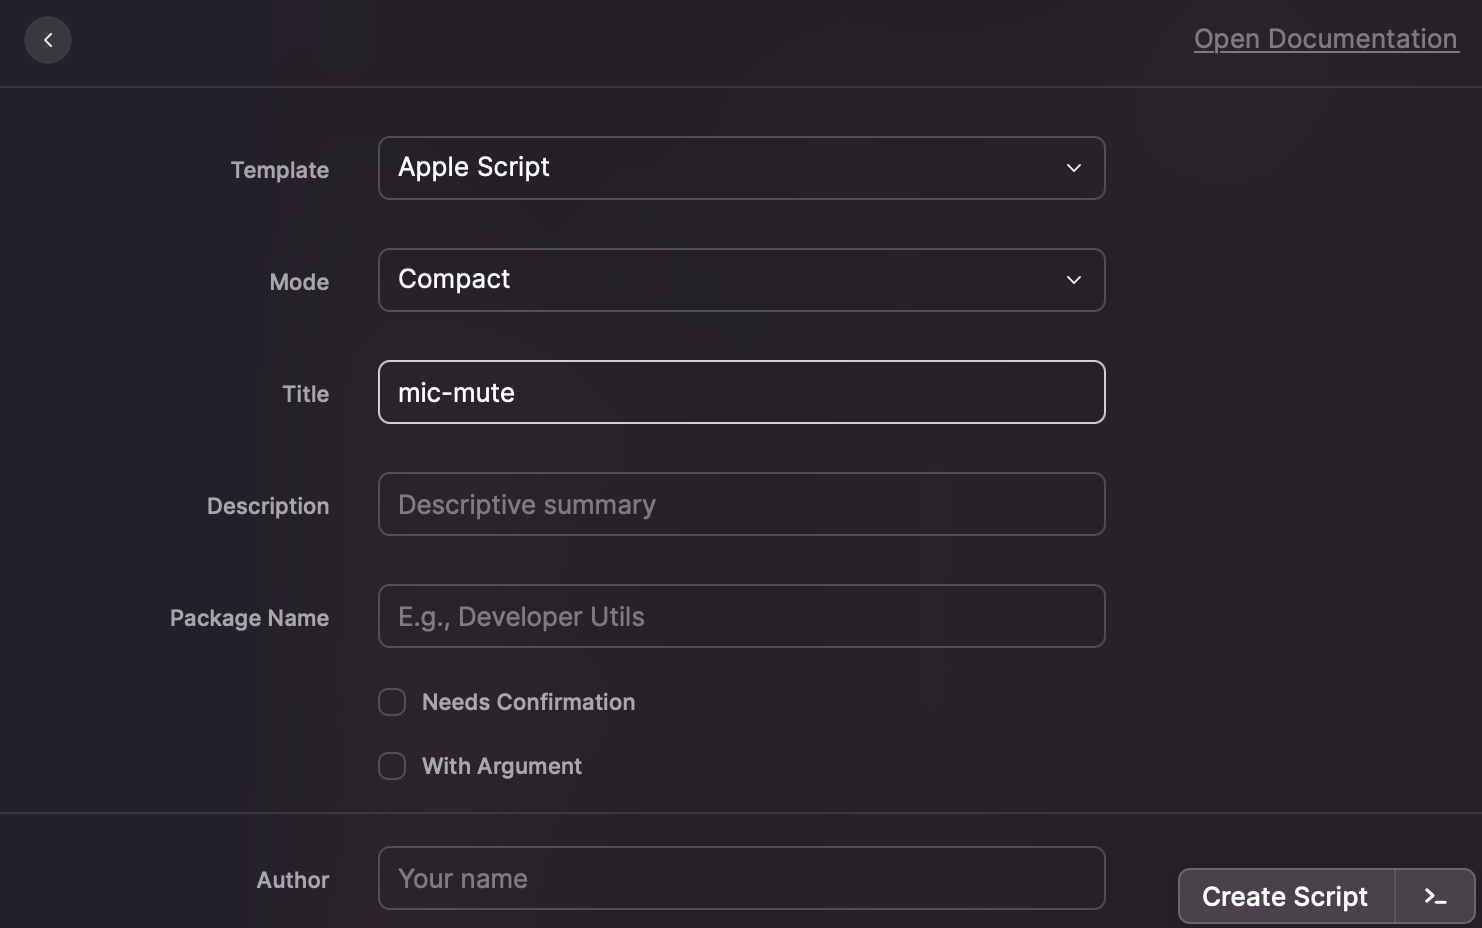 Open Documentation
Template
Apple Script
Mode
Compact
Title
mic-mute
Description
Descriptive summary
Package Name
E.g., Developer Utils
Needs Confirmation
With Argument
Author
Your name
Create Script